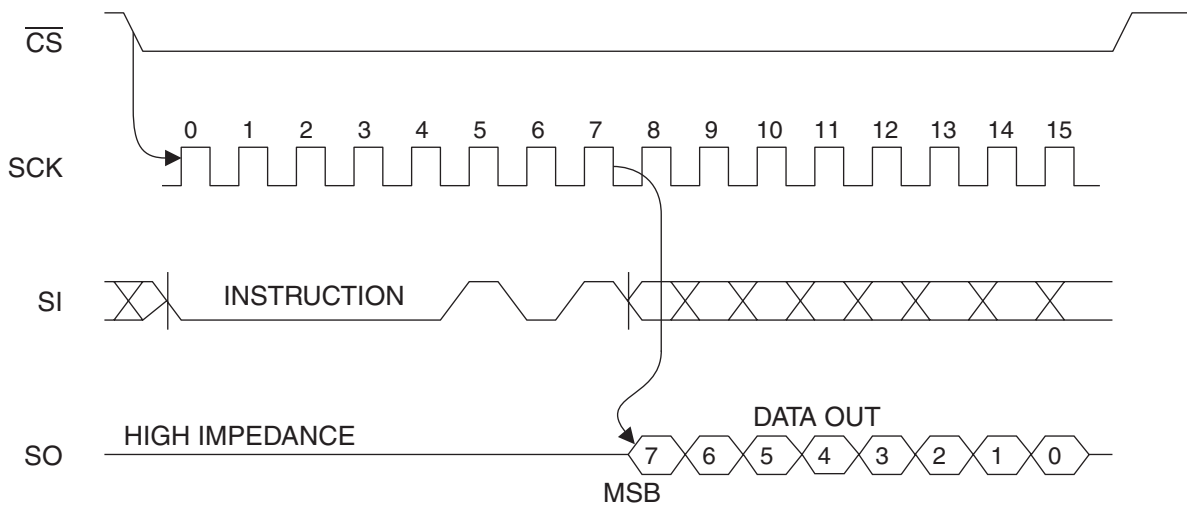 CS
0 1 2 3 4 5 6 7 8 9 10 11 12 13 14 15
SCK
SI
INSTRUCTION
HIGH IMPEDANCE
DATA OUT
SO
7 6 5 4 3 2 1 0
MSB